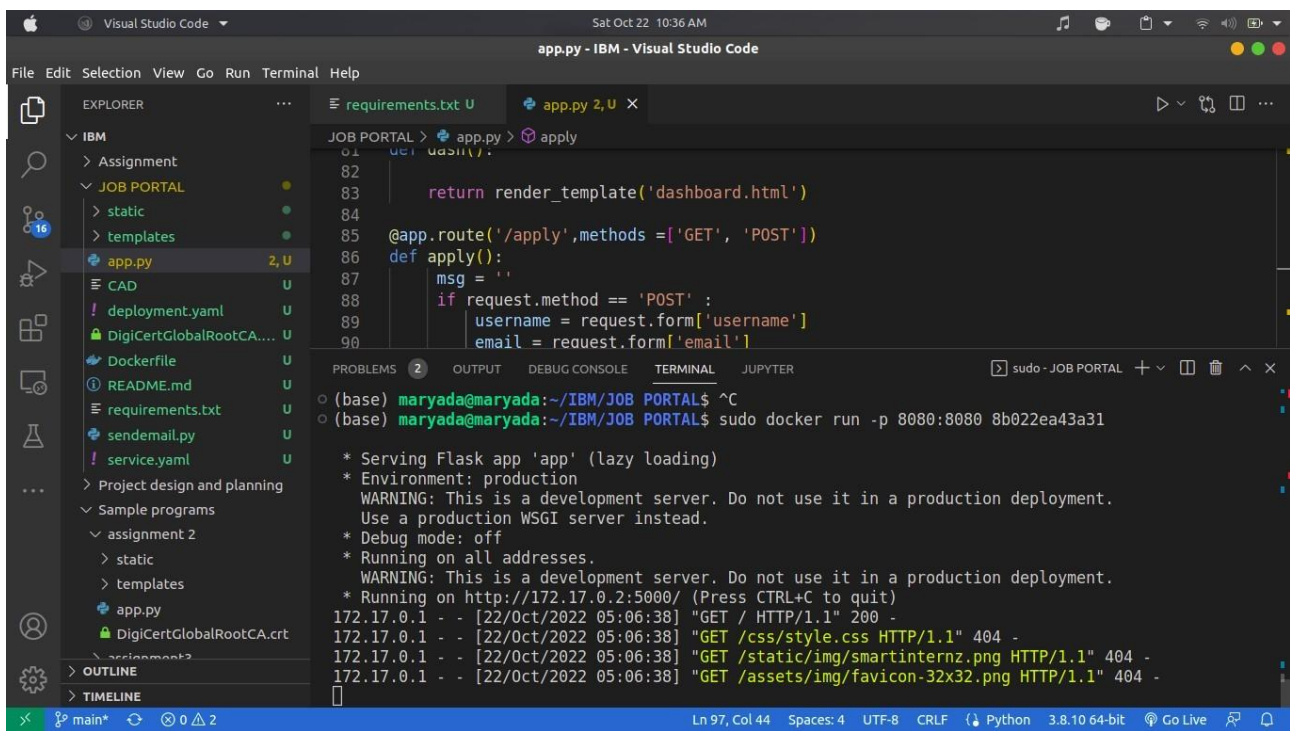 Visual Studio Code
Sat Oct 22 10:36 AM
app.py - IBM - Visual Studio Code
File Edit Selection View Go Run Terminal Help
EXPLORER
IBM
Assignment
JOB PORTAL
static
templates
app.py 2, U
CAD U
deployment.yaml U
DigiCertGlobalRootCA.... U
Dockerfile U
README.md U
requirements.txt U
sendemail.py U
service.yaml U
Project design and planning
Sample programs
assignment 2
static
templates
app.py
DigiCertGlobalRootCA.crt
assignment3
OUTLINE
TIMELINE
16
requirements.txt U app.py 2, U
JOB PORTAL > app.py > apply
81 def dash():
82
83 return render_template('dashboard.html')
84
85 @app.route('/apply',methods =['GET', 'POST'])
86 def apply():
87 msg = ''
88 if request.method == 'POST' :
89 username = request.form['username']
90 email = request.form['email']
PROBLEMS 2 OUTPUT DEBUG CONSOLE TERMINAL JUPYTER sudo - JOB PORTAL
(base) maryada@maryada:~/IBM/JOB PORTAL$ ^C
(base) maryada@maryada:~/IBM/JOB PORTAL$ sudo docker run -p 8080:8080 8b022ea43a31
* Serving Flask app 'app' (lazy loading)
* Environment: production
WARNING: This is a development server. Do not use it in a production deployment.
Use a production WSGI server instead.
* Debug mode: off
* Running on all addresses.
WARNING: This is a development server. Do not use it in a production deployment.
* Running on http://172.17.0.2:5000/ (Press CTRL+C to quit)
172.17.0.1 - - [22/Oct/2022 05:06:38] "GET / HTTP/1.1" 200 -
172.17.0.1 - - [22/Oct/2022 05:06:38] "GET /css/style.css HTTP/1.1" 404 -
172.17.0.1 - - [22/Oct/2022 05:06:38] "GET /static/img/smartinternz.png HTTP/1.1" 404 -
172.17.0.1 - - [22/Oct/2022 05:06:38] "GET /assets/img/favicon-32x32.png HTTP/1.1" 404 -
main* 0 2 Ln 97, Col 44 Spaces: 4 UTF-8 CRLF Python 3.8.10 64-bit Go Live